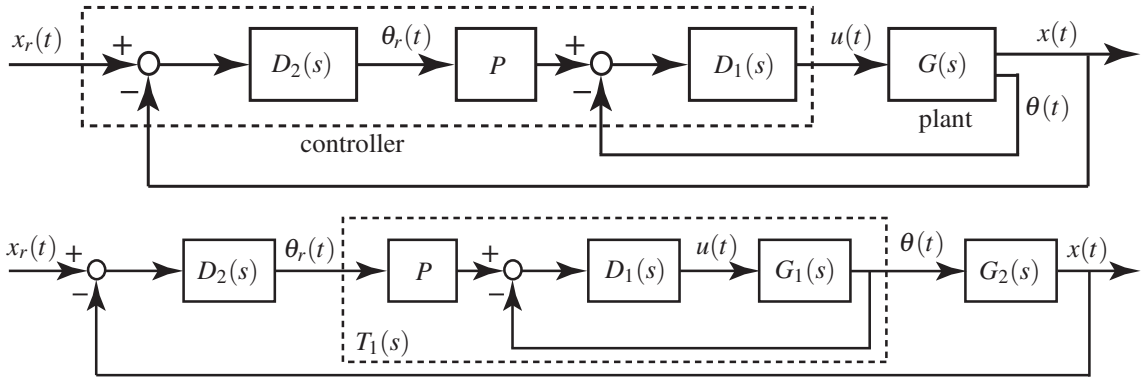 x_r(t)
+
−
D_2(s)
θ_r(t)
P
+
−
D_1(s)
u(t)
G(s)
x(t)
θ(t)
plant
controller
x_r(t)
+
−
D_2(s)
θ_r(t)
P
+
−
D_1(s)
u(t)
G_1(s)
θ(t)
G_2(s)
x(t)
T_1(s)